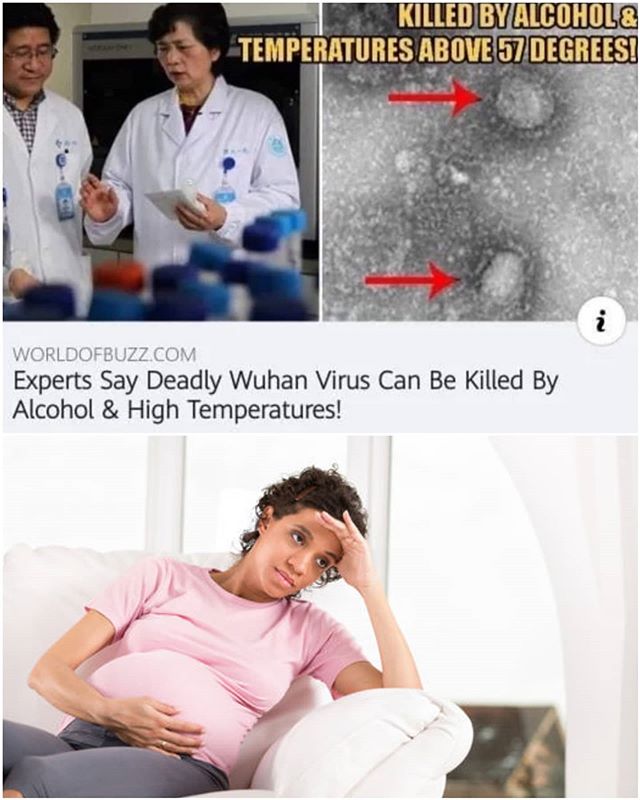 KILLED BY ALCOHOL &
TEMPERATURES ABOVE 57 DEGREES!
i
WORLDOFBUZZ.COM
Experts Say Deadly Wuhan Virus Can Be Killed By
Alcohol & High Temperatures!